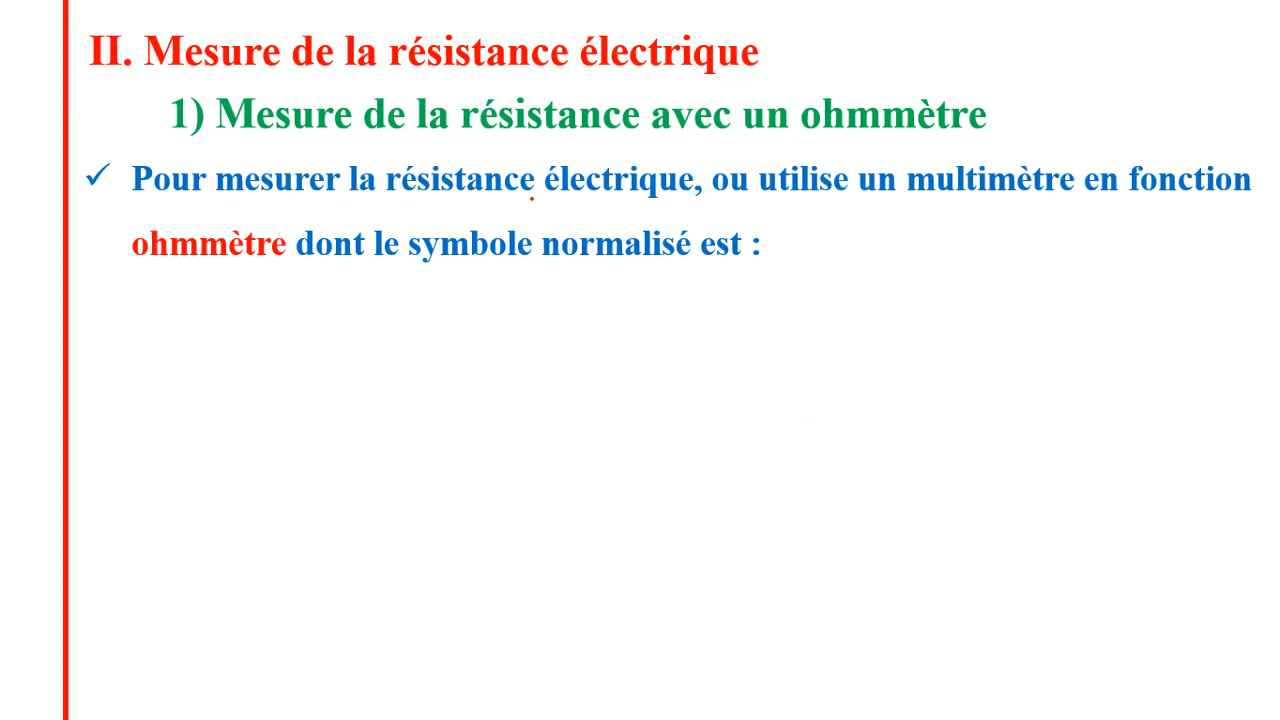 II. Mesure de la résistance électrique
1) Mesure de la résistance avec un ohmmètre
✓ Pour mesurer la résistance électrique, ou utilise un multimètre en fonction
ohmmètre dont le symbole normalisé est :